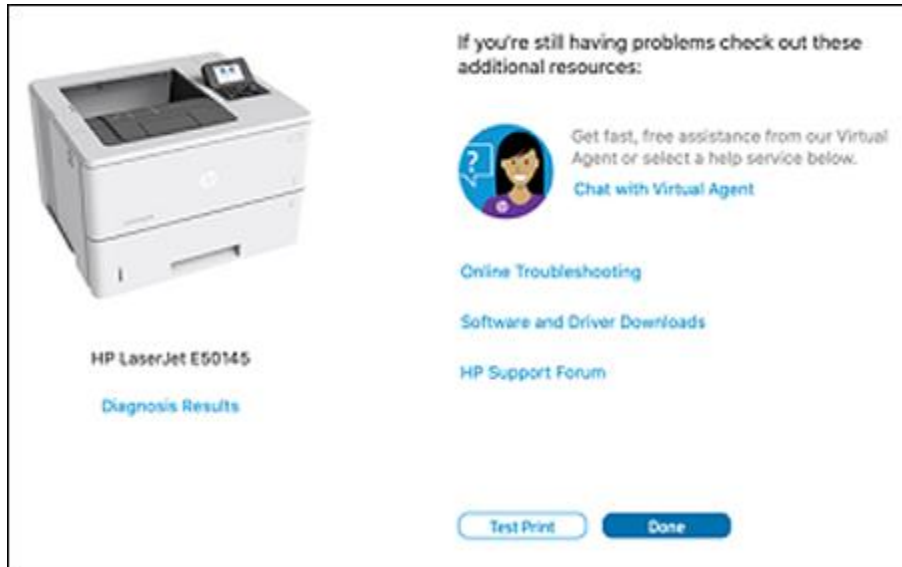 If you're still having problems check out these
additional resources:
Get fast, free assistance from our Virtual
Agent or select a help service below.
Chat with Virtual Agent
Online Troubleshooting
Software and Driver Downloads
HP Support Forum
HP LaserJet E50145
Diagnosis Results
Test Print
Done